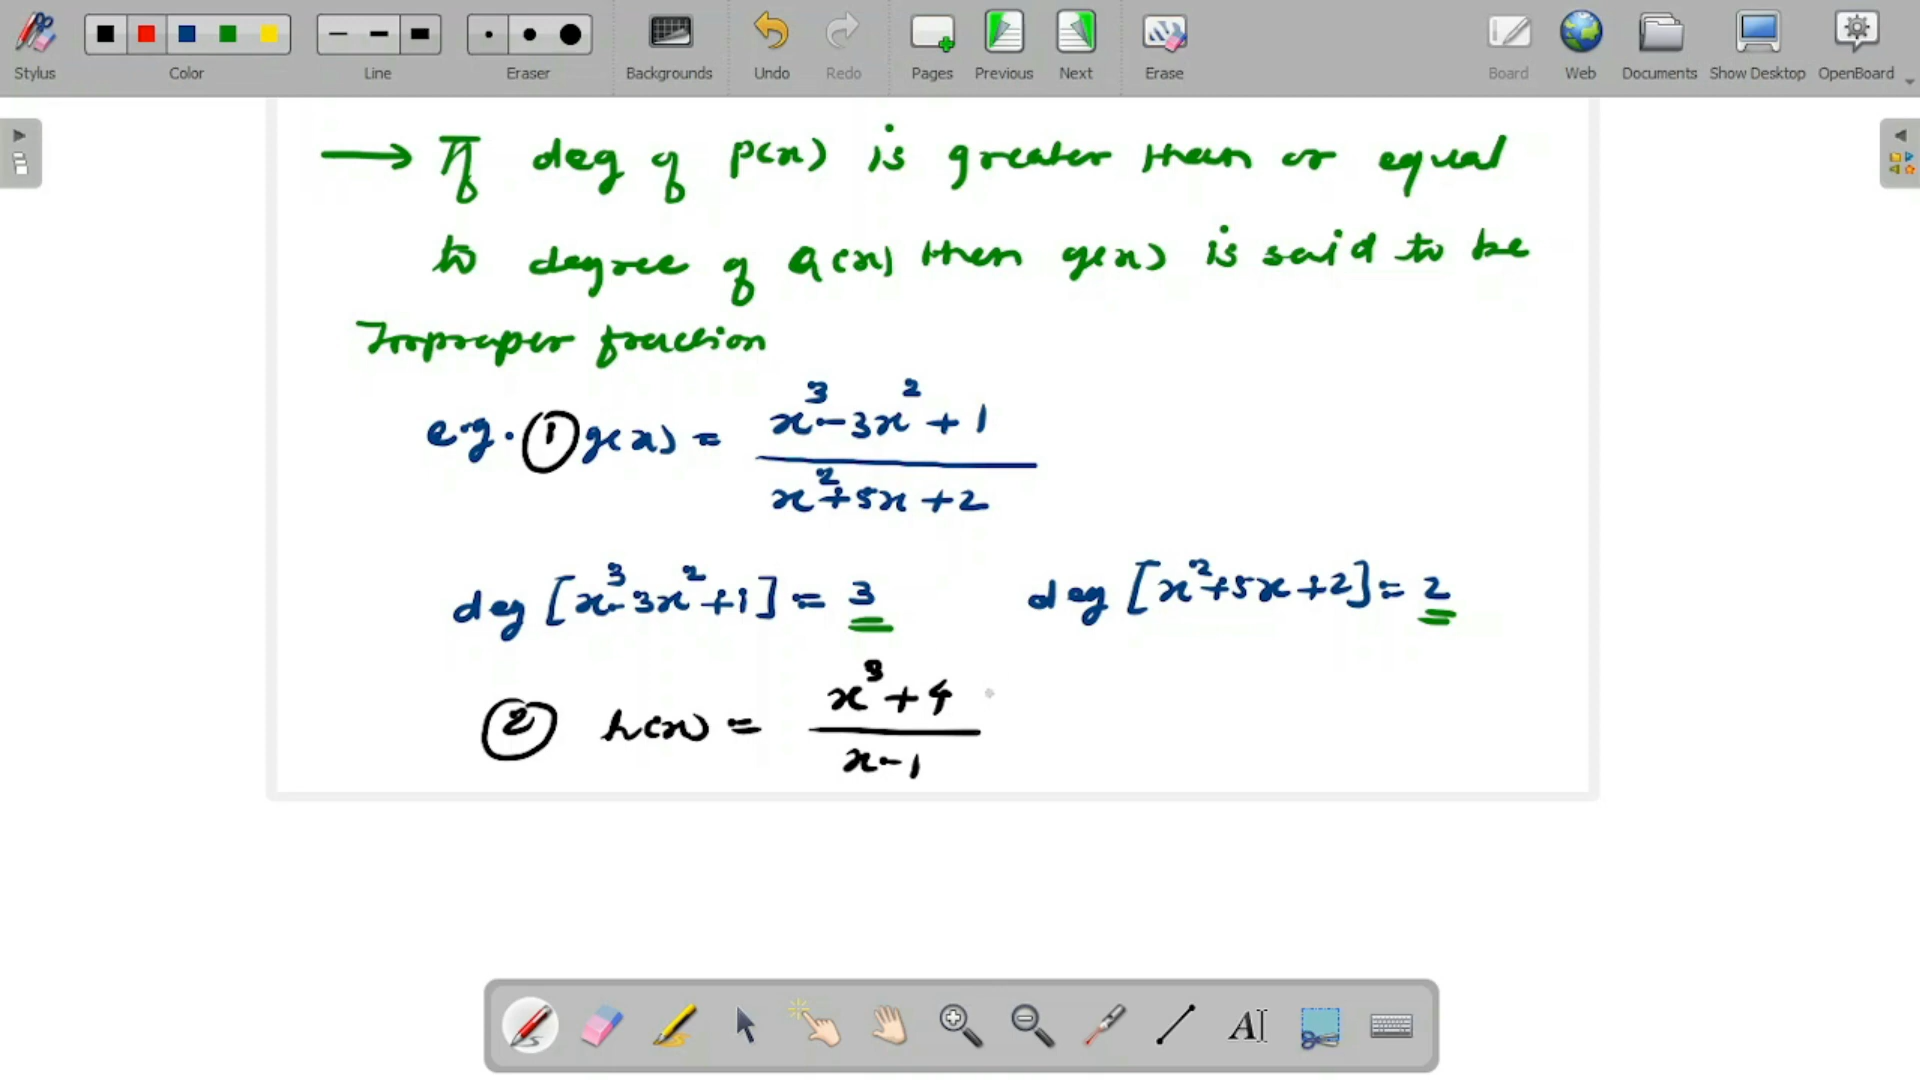 Stylus Color Line Eraser Backgrounds Undo Redo Pages Previous Next Erase Board Web Documents Show Desktop OpenBoard
→ If deg of p(x) is greater than or equal
to degree of q(x) then g(x) is said to be
Improper fraction
e.g. ① g(x) = (x³-3x²+1)/(x²+5x+2)
deg [x³-3x²+1] = 3 deg [x²+5x+2] = 2
② h(x) = (x³+4)/(x-1)